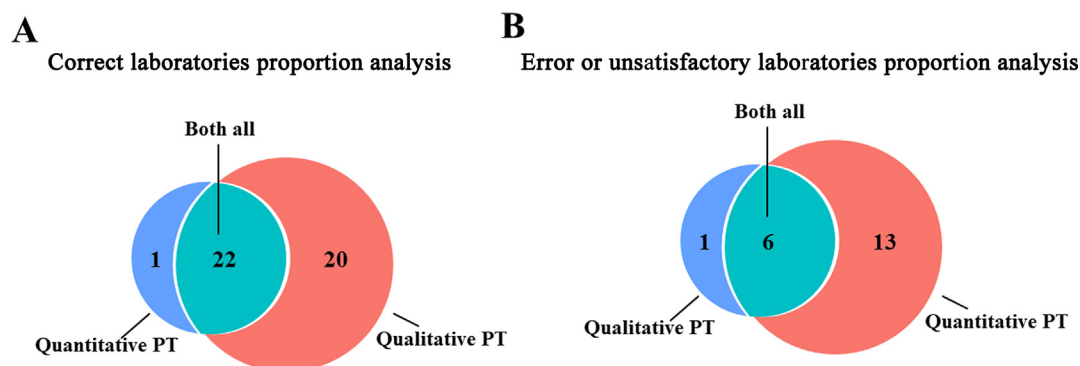 A
Correct laboratories proportion analysis
Both all
1
22
20
Quantitative PT
Qualitative PT
B
Error or unsatisfactory laboratories proportion analysis
Both all
1
6
13
Qualitative PT
Quantitative PT